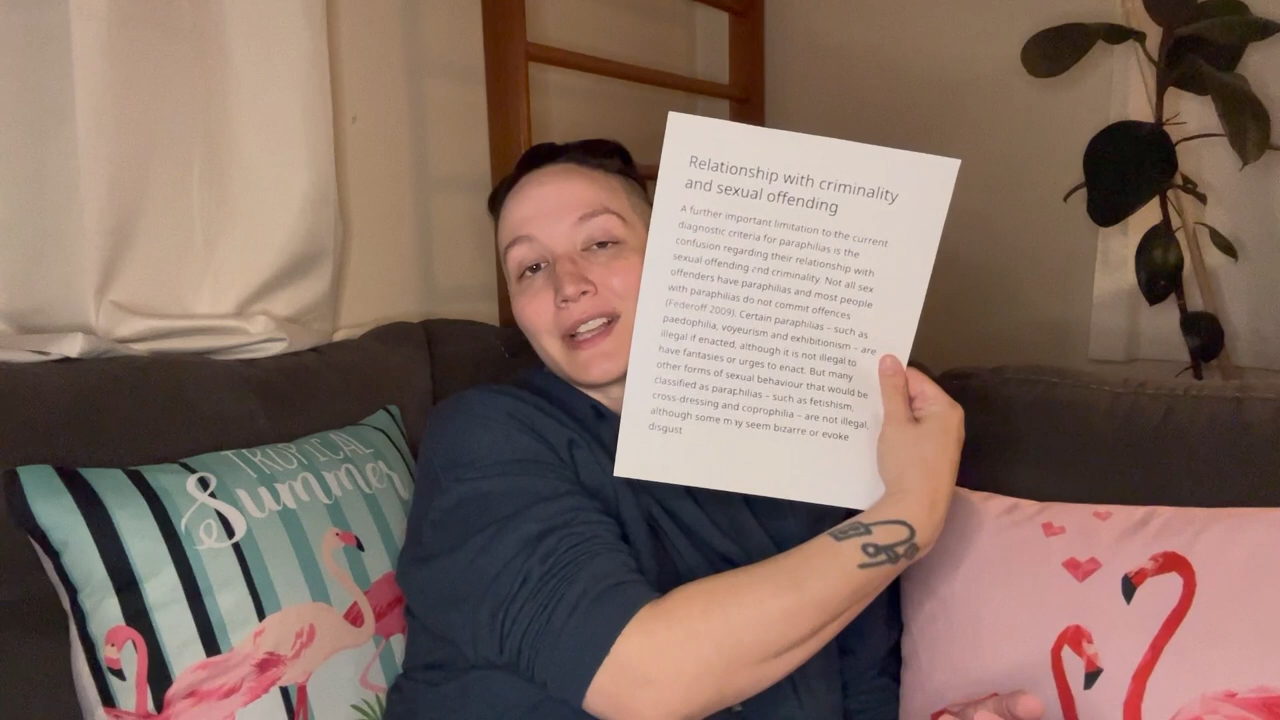 TROPICAL
Summer
Relationship with criminality
and sexual offending
A further important limitation to the current
diagnostic criteria for paraphilias is the
confusion regarding their relationship with
sexual offending and criminality. Not all sex
offenders have paraphilias and most people
with paraphilias do not commit offences
(Federoff 2009). Certain paraphilias – such as
paedophilia, voyeurism and exhibitionism – are
illegal if enacted, although it is not illegal to
have fantasies or urges to enact. But many
other forms of sexual behaviour that would be
classified as paraphilias – such as fetishism,
cross-dressing and coprophilia – are not illegal,
although some may seem bizarre or evoke
disgust